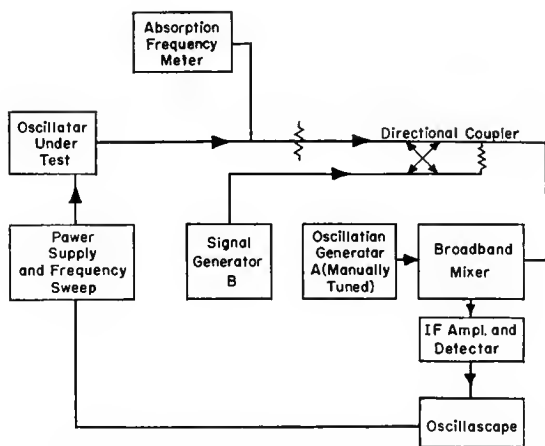 Absorption
Frequency
Meter
Oscillatar
Under
Test
Directional Coupler
Power
Supply
and Frequency
Sweep
Signal
Generator
B
Oscillatian
Generatar
A(Manually
Tuned)
Broadband
Mixer
IF Ampl. and
Detectar
Oscillascape